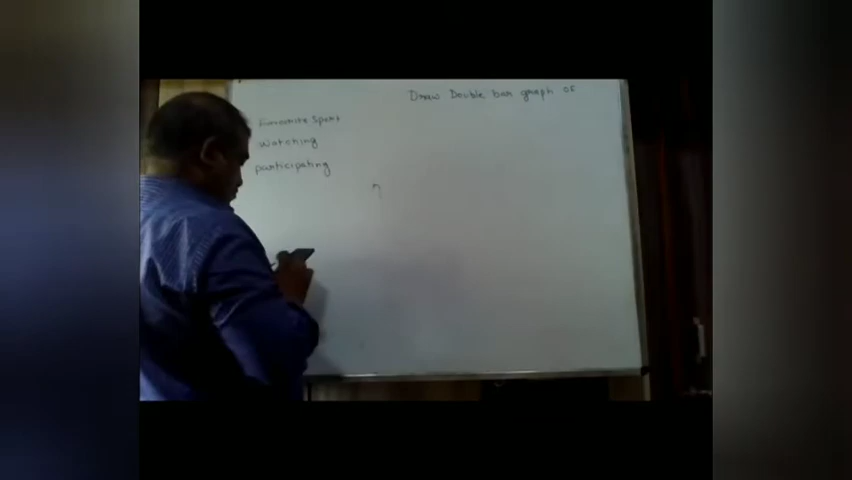 Draw Double bar graph of
Favourite Sport
Watching
participating